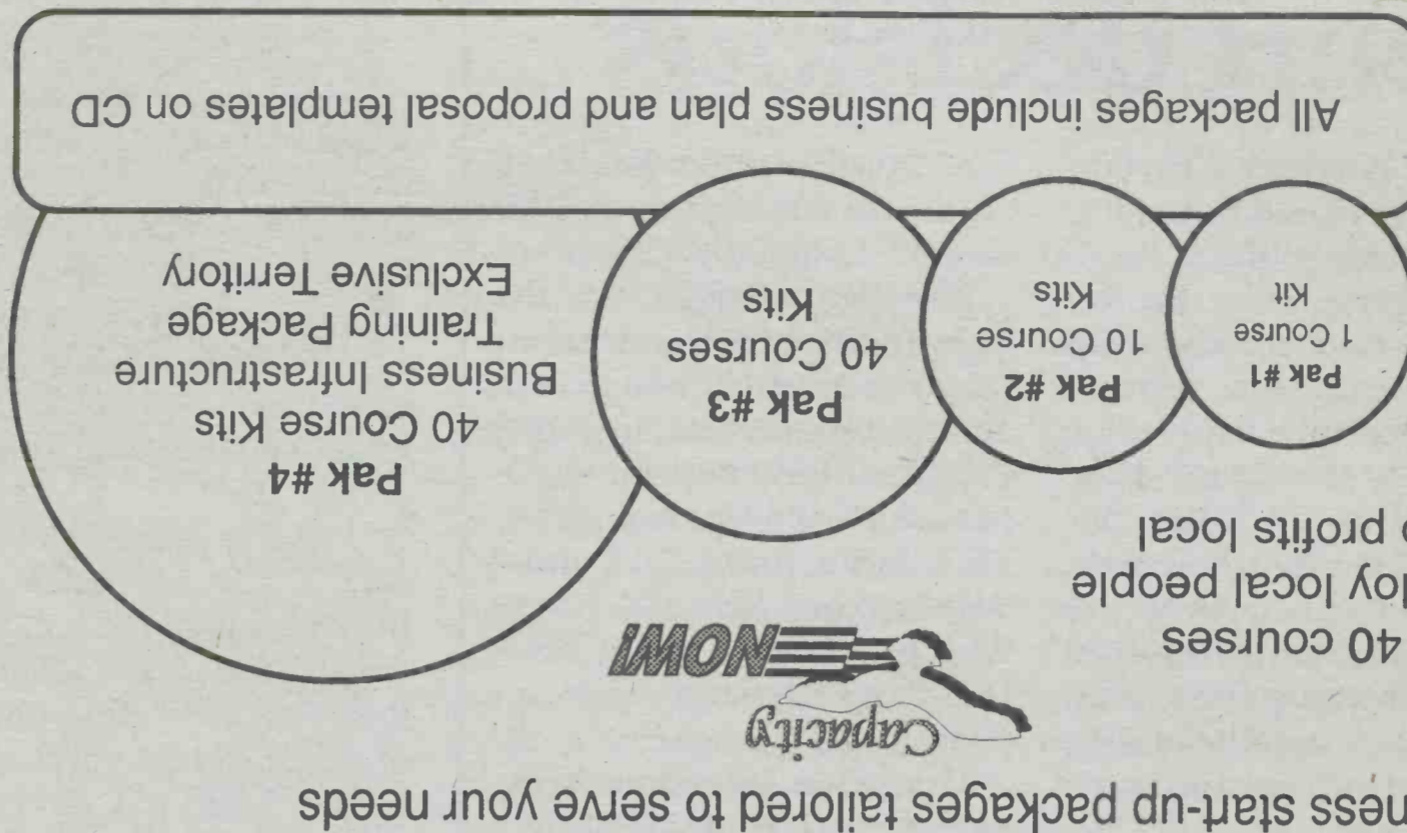 ness start-up packages tailored to serve your needs
Capacity
NOW!
40 courses
loy local people
profits local
Pak #1
1 Course
Kit
Pak #2
10 Course
Kits
Pak #3
40 Courses
Kits
Pak #4
40 Course Kits
Business Infrastructure
Training Package
Exclusive Territory
All packages include business plan and proposal templates on CD